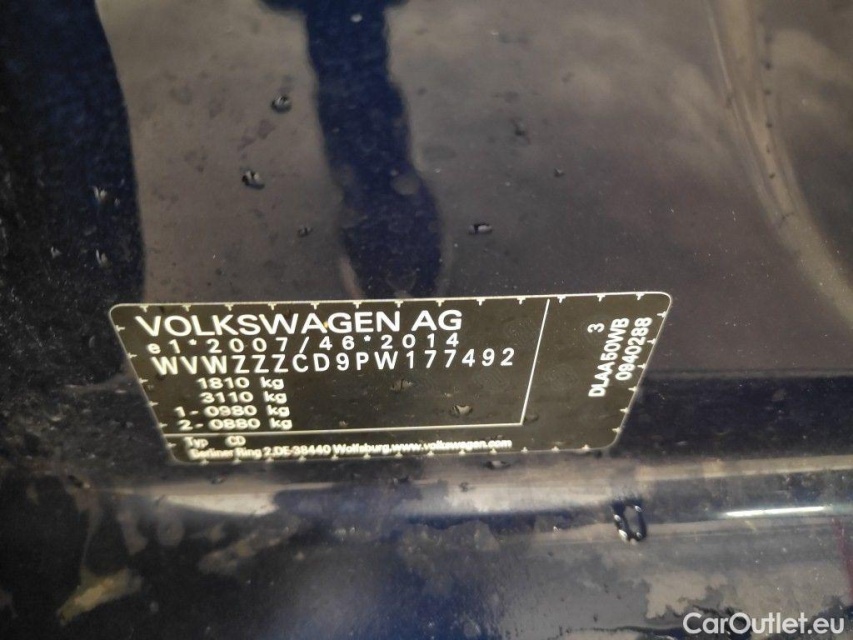 VOLKSWAGEN AG
e1*2007/46*2014
WVWZZZCD9PW177492
1810 kg
3110 kg
1-0980 kg
2-0880 kg
Typ CD
Berliner Ring 2,DE-38440 Wolfsburg,www.volkswagen.com
3
DLAA50WB
0940288
CarOutlet.eu